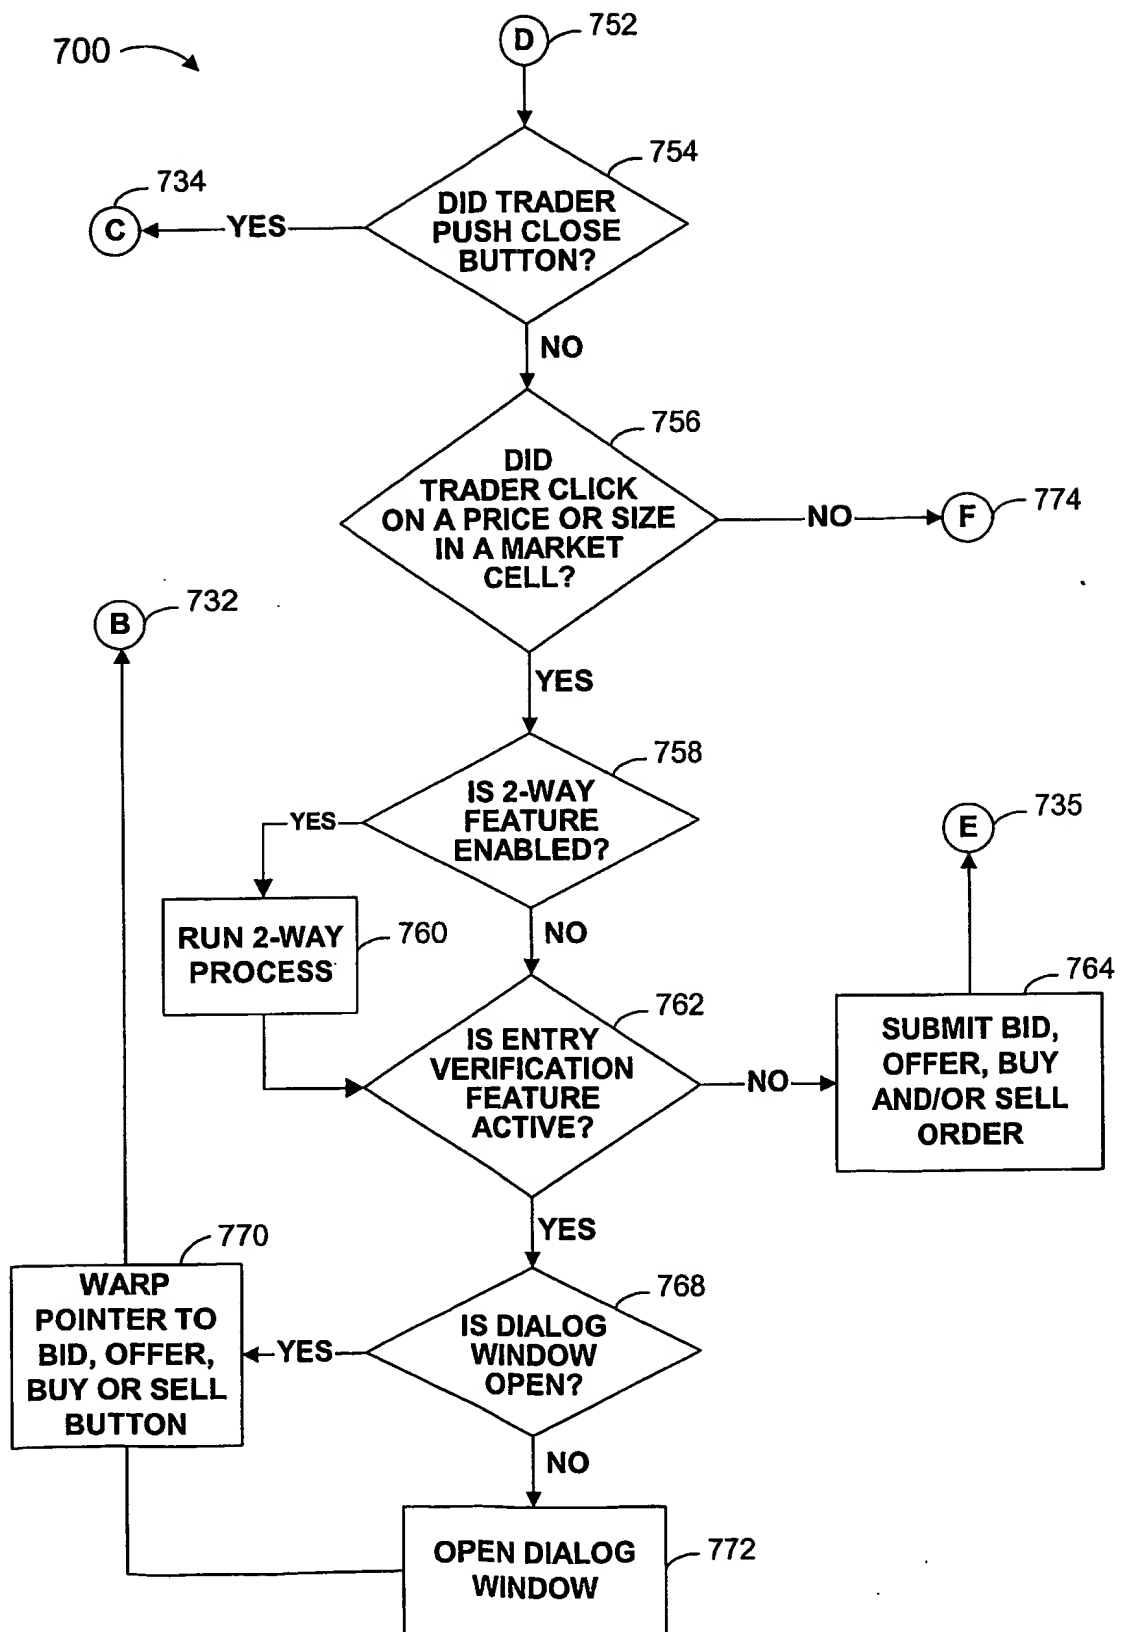 700
D
752
754
DID TRADER
PUSH CLOSE
BUTTON?
YES
C
734
NO
756
DID
TRADER CLICK
ON A PRICE OR SIZE
IN A MARKET
CELL?
NO
F
774
B
732
YES
758
IS 2-WAY
FEATURE
ENABLED?
YES
RUN 2-WAY
PROCESS
760
NO
E
735
762
IS ENTRY
VERIFICATION
FEATURE
ACTIVE?
NO
764
SUBMIT BID,
OFFER, BUY
AND/OR SELL
ORDER
YES
768
IS DIALOG
WINDOW
OPEN?
YES
770
WARP
POINTER TO
BID, OFFER,
BUY OR SELL
BUTTON
NO
OPEN DIALOG
WINDOW
772